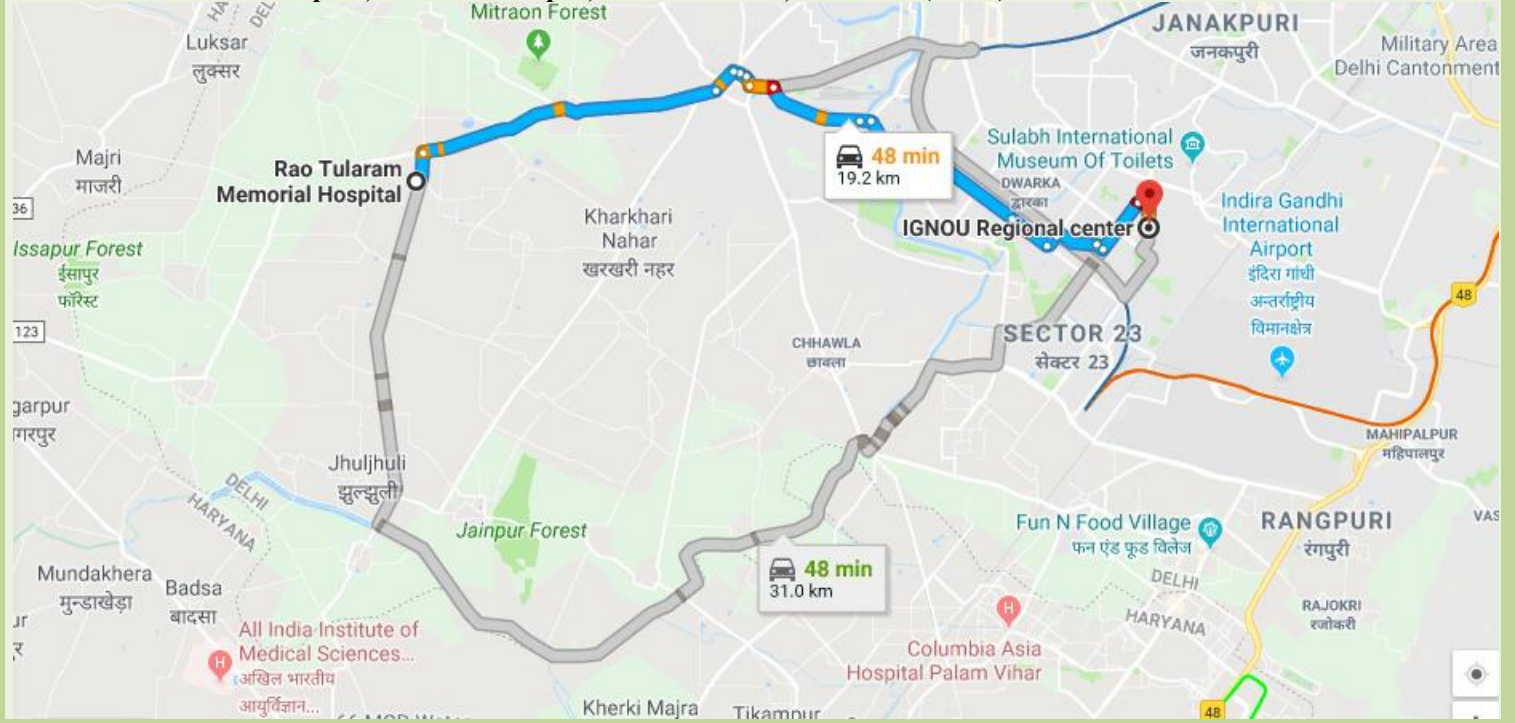 Mitraon Forest
JANAKPURI
जनकपुरी
Military Area
Delhi Cantonment
Luksar
लुक्सर
Majri
माजरी
Rao Tularam
Memorial Hospital
48 min
19.2 km
Sulabh International
Museum Of Toilets
DWARKA
द्वारका
IGNOU Regional center
Indira Gandhi
International
Airport
इंदिरा गांधी
अन्तर्राष्ट्रीय
विमानक्षेत्र
36
Issapur Forest
ईसापुर
फॉरेस्ट
Kharkhari
Nahar
खरखरी नहर
48
123
CHHAWLA
छावला
SECTOR 23
सेक्टर 23
garpur
गरपुर
MAHIPALPUR
महिपालपुर
Jhuljhuli
झुल्झुली
DELHI
HARYANA
Jainpur Forest
Fun N Food Village
फन एंड फूड विलेज
RANGPURI
रंगपुरी
VAS
48 min
31.0 km
Mundakhera
मुन्डाखेड़ा
Badsa
बादसा
DELHI
HARYANA
RAJOKRI
रजोकरी
All India Institute of
Medical Sciences...
अखिल भारतीय
आयुर्विज्ञान...
H
H
Columbia Asia
Hospital Palam Vihar
Kherki Majra
Tikampur
48